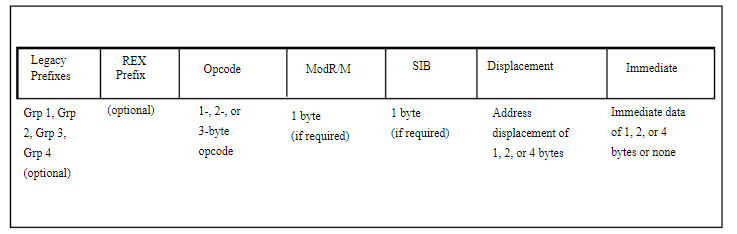 Legacy Prefixes
REX Prefix
Opcode
ModR/M
SIB
Displacement
Immediate
Grp 1, Grp
2, Grp 3,
Grp 4
(optional)
(optional)
1-, 2-, or
3-byte
opcode
1 byte
(if required)
1 byte
(if required)
Address
displacement of
1, 2, or 4 bytes
Immediate data
of 1, 2, or 4
bytes or none